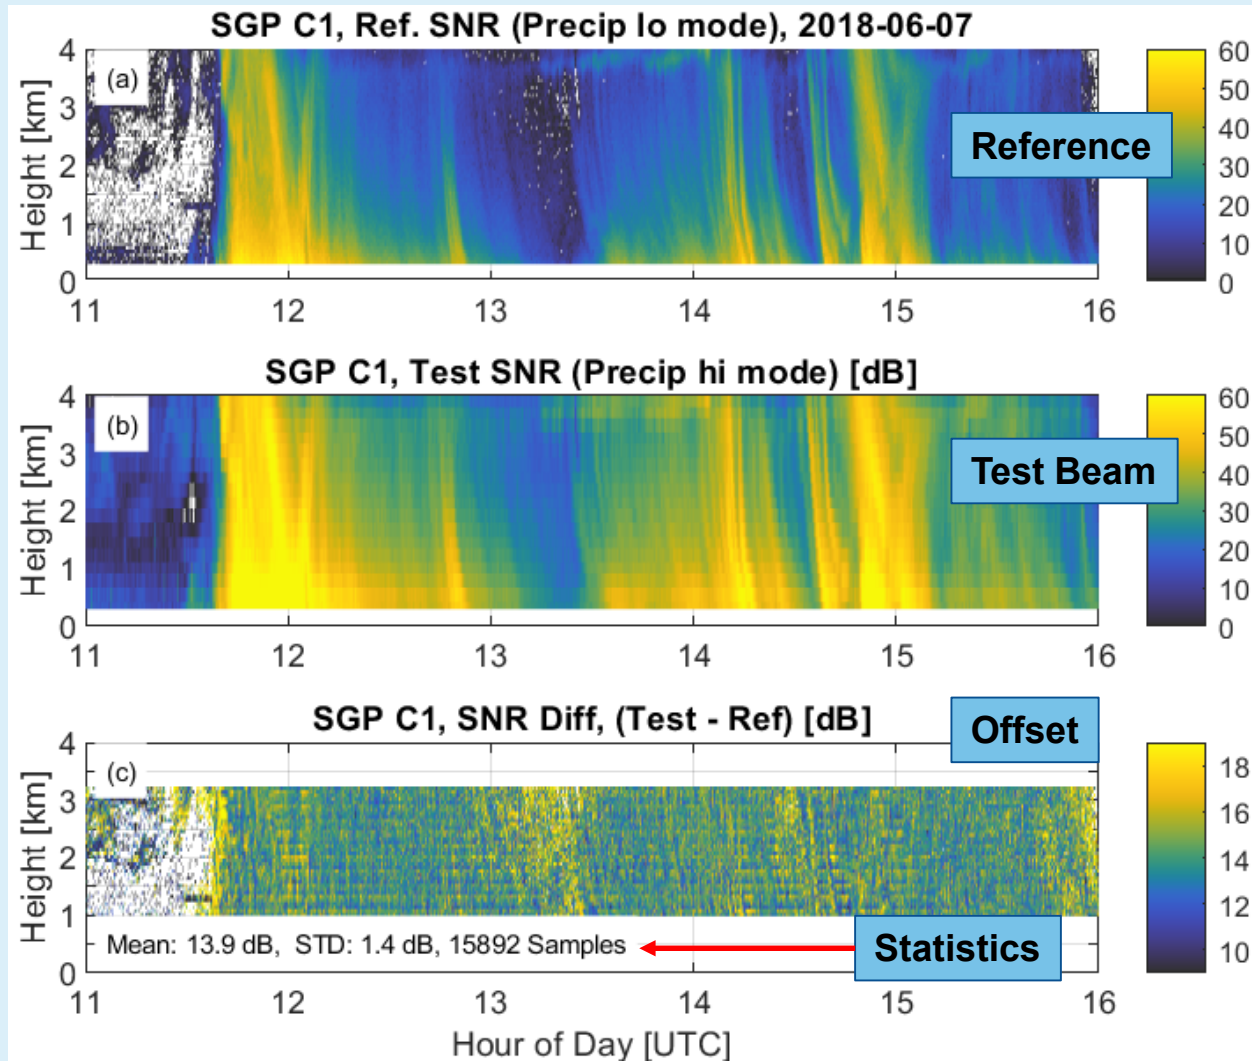 SGP C1, Ref. SNR (Precip lo mode), 2018-06-07
(a)
Reference
Height [km]
4
3
2
1
0
11 12 13 14 15 16
60
50
40
30
20
10
0
SGP C1, Test SNR (Precip hi mode) [dB]
(b)
Test Beam
Height [km]
4
3
2
1
0
11 12 13 14 15 16
60
50
40
30
20
10
0
SGP C1, SNR Diff, (Test - Ref) [dB]
Offset
(c)
Height [km]
4
3
2
1
0
Mean: 13.9 dB, STD: 1.4 dB, 15892 Samples
Statistics
11 12 13 14 15 16
18
16
14
12
10
Hour of Day [UTC]